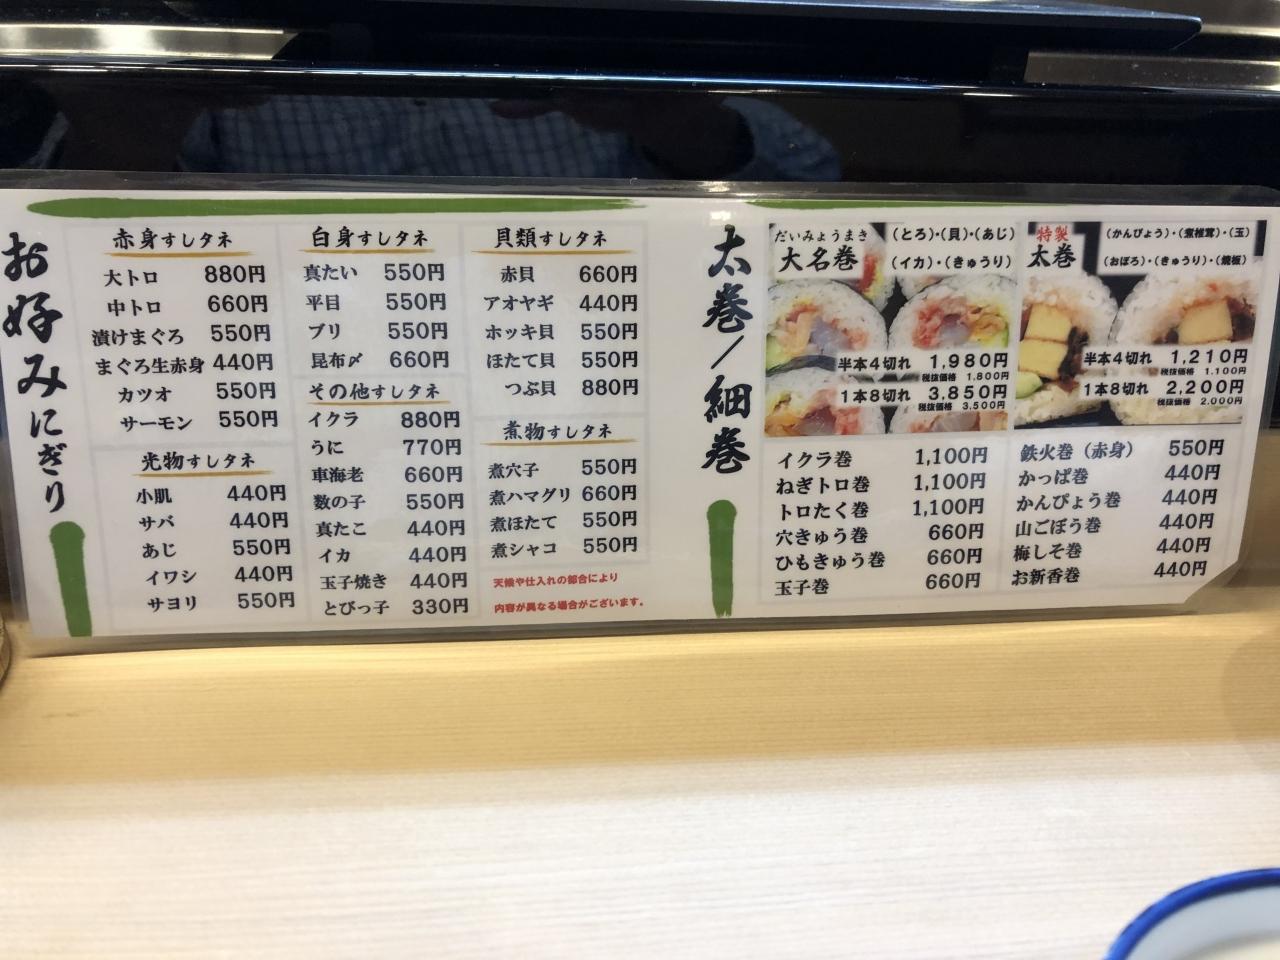 お好みにぎり
赤身すしタネ
大トロ 880円
中トロ 660円
漬けまぐろ 550円
まぐろ生赤身 440円
カツオ 550円
サーモン 550円
光物すしタネ
小肌 440円
サバ 440円
あじ 550円
イワシ 440円
サヨリ 550円
白身すしタネ
真たい 550円
平目 550円
ブリ 550円
昆布〆 660円
その他すしタネ
イクラ 880円
うに 770円
車海老 660円
数の子 550円
真たこ 440円
イカ 440円
玉子焼き 440円
とびっ子 330円
貝類すしタネ
赤貝 660円
アオヤギ 440円
ホッキ貝 550円
ほたて貝 550円
つぶ貝 880円
煮物すしタネ
煮穴子 550円
煮ハマグリ 660円
煮ほたて 550円
煮シャコ 550円
天候や仕入れの都合により
内容が異なる場合がございます。
太巻/細巻
だいみょうまき
大名巻
(とろ)・(貝)・(あじ)
(イカ)・(きゅうり)
半本4切れ 1,980円
税抜価格 1.800円
1本8切れ 3,850円
税抜価格 3.500円
特製
太巻
(かんぴょう)・(煮椎茸)・(玉)
(おぼろ)・(きゅうり)・(焼板)
半本4切れ 1,210円
税抜価格 1.100円
1本8切れ 2,200円
税抜価格 2.000円
イクラ巻 1,100円
ねぎトロ巻 1,100円
トロたく巻 1,100円
穴きゅう巻 660円
ひもきゅう巻 660円
玉子巻 660円
鉄火巻（赤身） 550円
かっぱ巻 440円
かんぴょう巻 440円
山ごぼう巻 440円
梅しそ巻 440円
お新香巻 440円